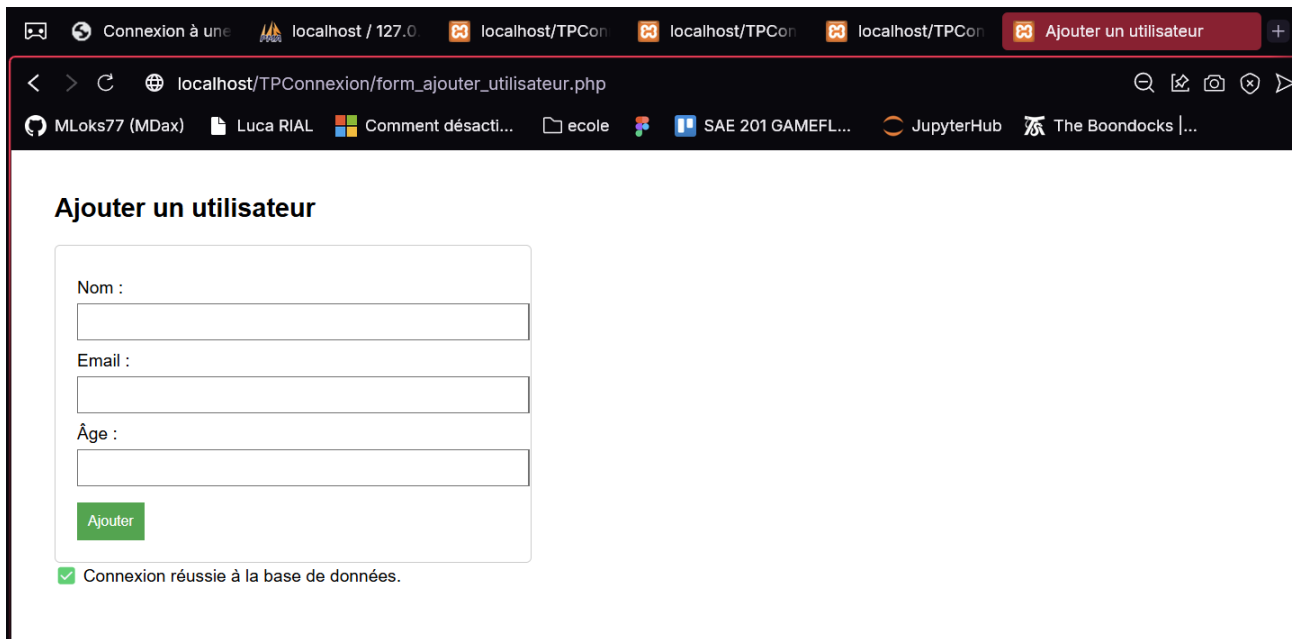 Connexion à une localhost / 127.0. localhost/TPCon localhost/TPCon localhost/TPCon Ajouter un utilisateur
localhost/TPConnexion/form_ajouter_utilisateur.php
MLoks77 (MDax) Luca RIAL Comment désacti... ecole SAE 201 GAMEFL... JupyterHub The Boondocks |...
Ajouter un utilisateur
Nom :
Email :
Âge :
Ajouter
Connexion réussie à la base de données.